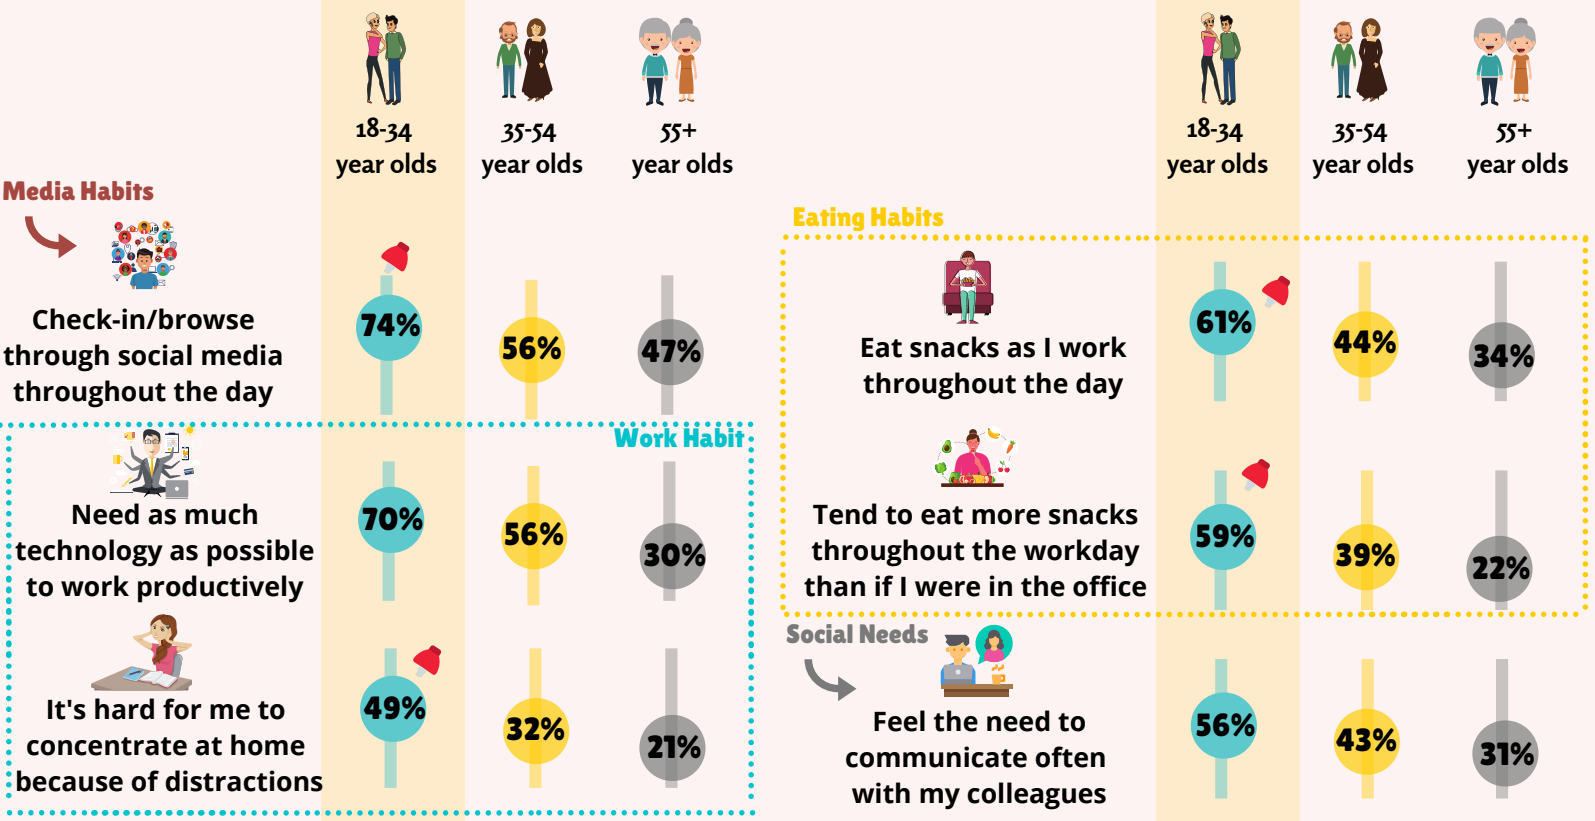 18-34
year olds
35-54
year olds
55+
year olds
Media Habits
Check-in/browse
through social media
throughout the day
74%
56%
47%
Work Habit
Need as much
technology as possible
to work productively
70%
56%
30%
It's hard for me to
concentrate at home
because of distractions
49%
32%
21%
18-34
year olds
35-54
year olds
55+
year olds
Eating Habits
Eat snacks as I work
throughout the day
61%
44%
34%
Tend to eat more snacks
throughout the workday
than if I were in the office
59%
39%
22%
Social Needs
Feel the need to
communicate often
with my colleagues
56%
43%
31%